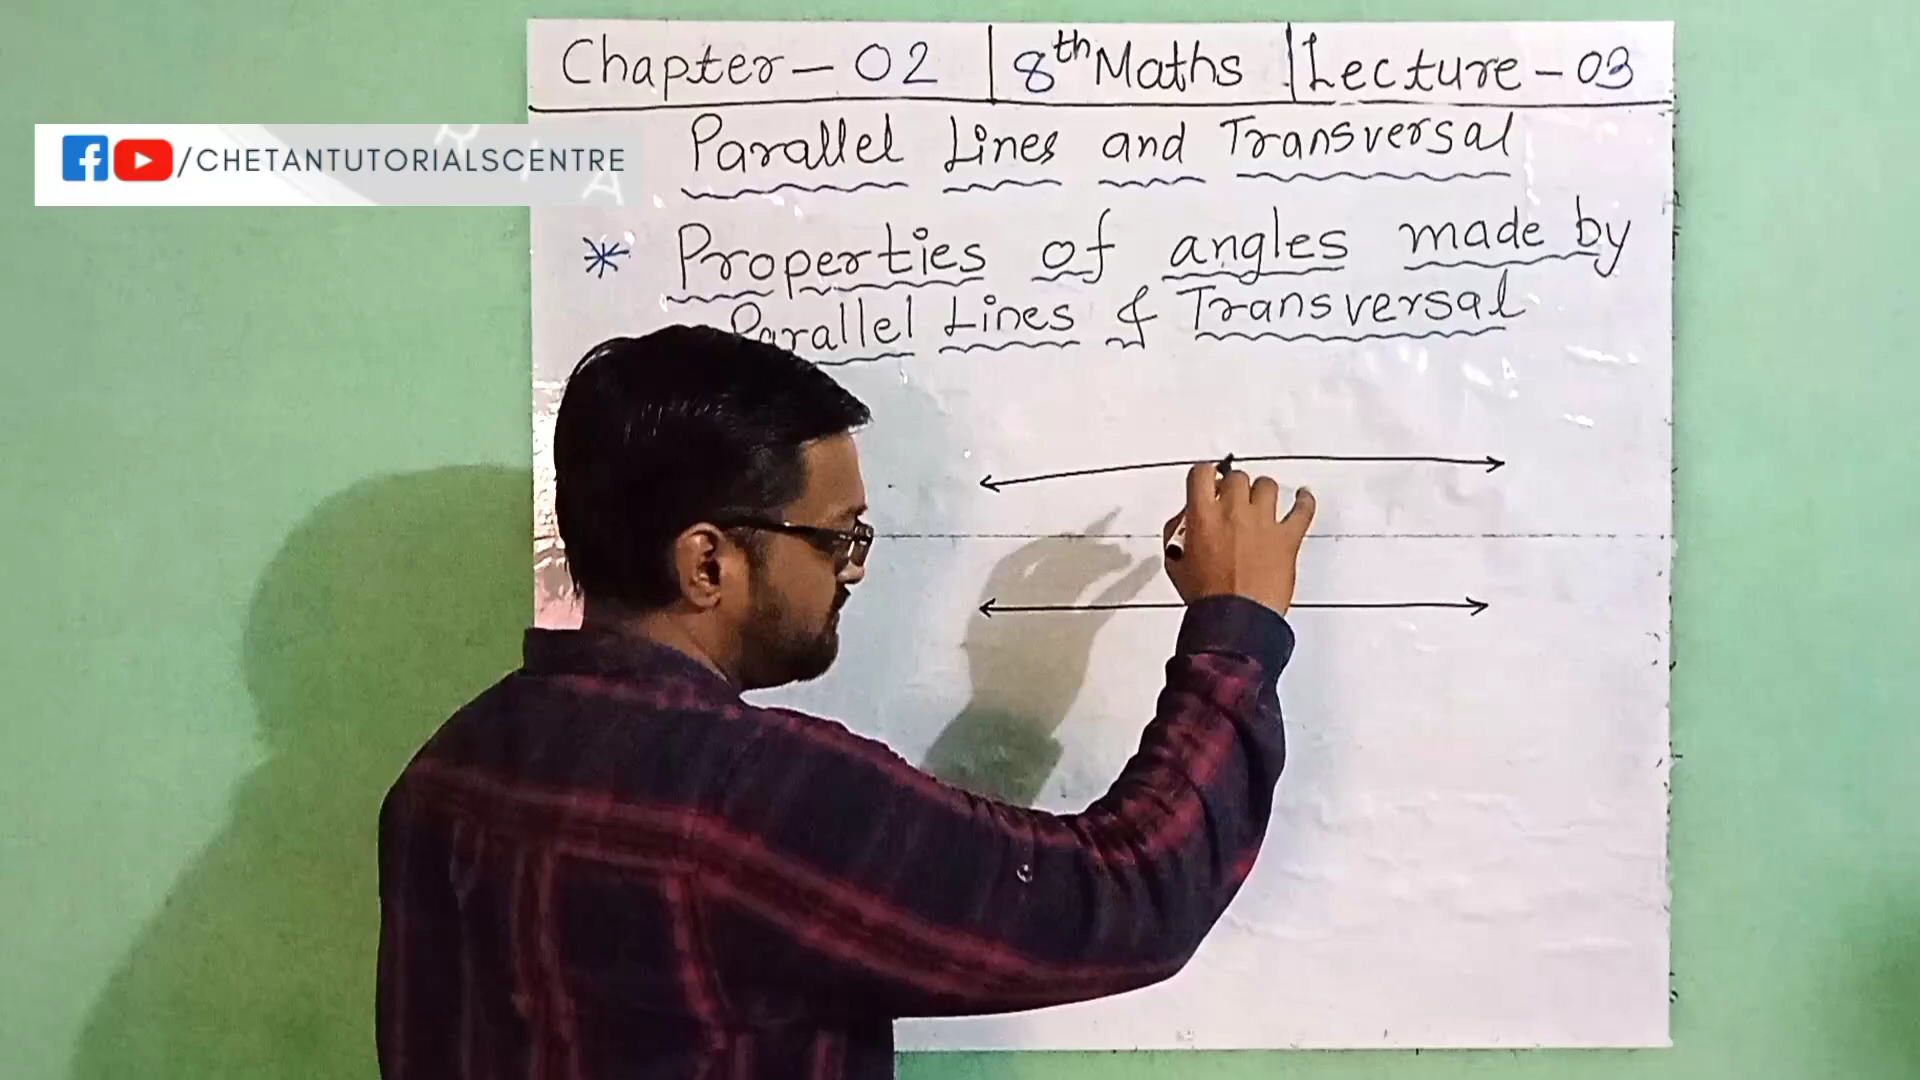 Chapter - 02 | 8th Maths | Lecture - 03
/CHETANTUTORIALSCENTRE
Parallel Lines and Transversal
* Properties of angles made by
Parallel Lines & Transversal